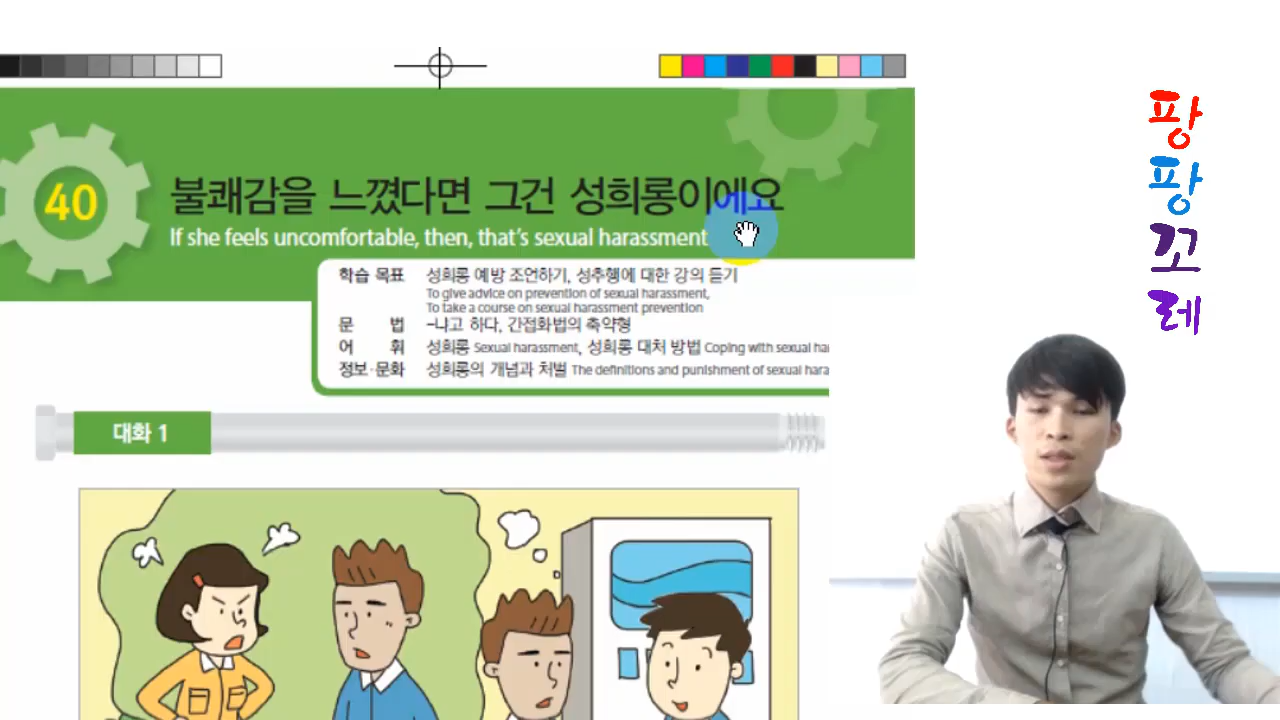 40
불쾌감을 느꼈다면 그건 성희롱이에요
If she feels uncomfortable, then, that's sexual harassment
학습 목표 성희롱 예방 조언하기, 성추행에 대한 강의 듣기
To give advice on prevention of sexual harassment,
To take a course on sexual harassment prevention
문 법 -냐고 하다, 간접화법의 축약형
어 휘 성희롱 Sexual harassment, 성희롱 대처 방법 Coping with sexual
정보·문화 성희롱의 개념과 처벌 The definitions and punishment of sexual
대화 1
팡
팡
꼬
레